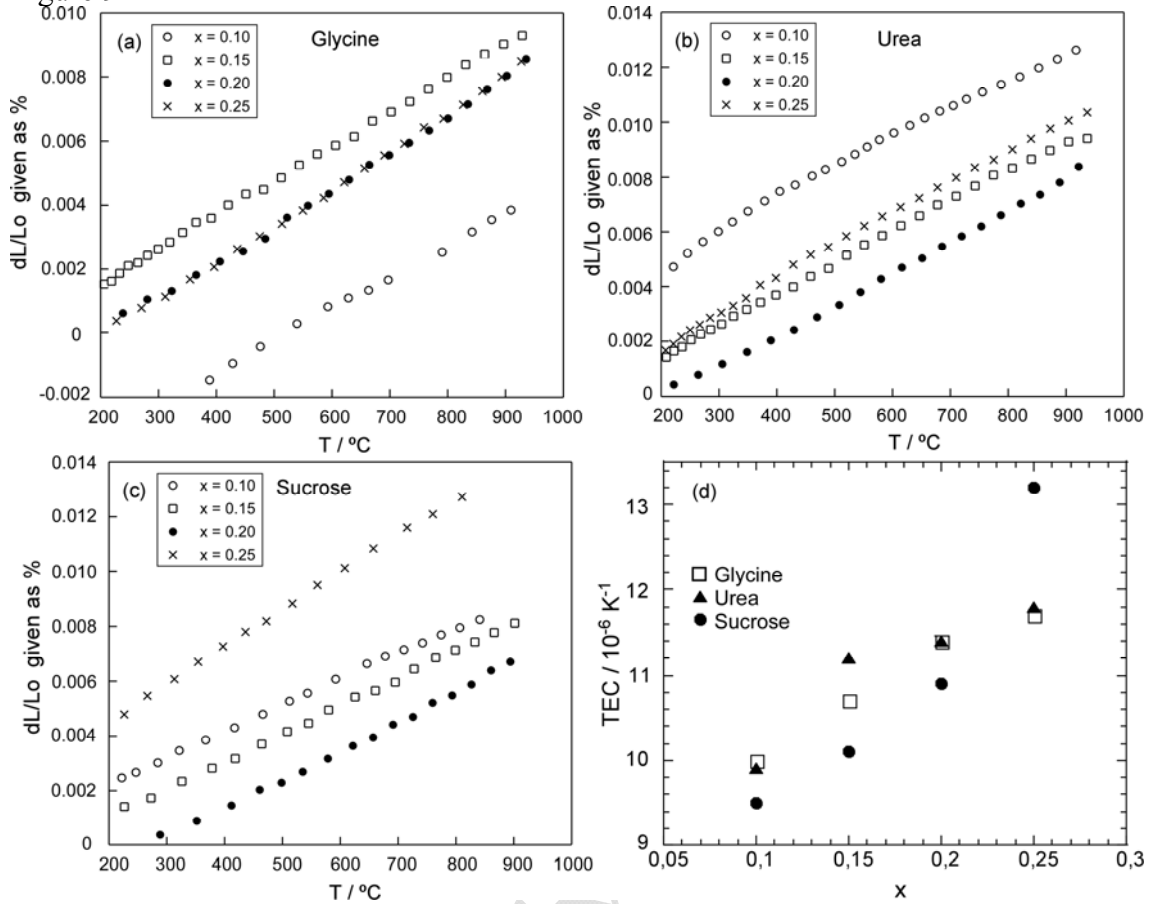 (a)
Glycine
x = 0.10
x = 0.15
x = 0.20
x = 0.25
0.010
0.008
0.006
0.004
0.002
0
-0.002
dL/Lo given as %
200 300 400 500 600 700 800 900 1000
T / ºC
(b)
Urea
x = 0.10
x = 0.15
x = 0.20
x = 0.25
0.014
0.012
0.010
0.008
0.006
0.004
0.002
0
dL/Lo given as %
200 300 400 500 600 700 800 900 1000
T / ºC
(c)
Sucrose
x = 0.10
x = 0.15
x = 0.20
x = 0.25
0.014
0.012
0.010
0.008
0.006
0.004
0.002
0
dL/Lo given as %
200 300 400 500 600 700 800 900 1000
T / ºC
(d)
Glycine
Urea
Sucrose
13
12
11
10
9
TEC / 10⁻⁶ K⁻¹
0,05 0,1 0,15 0,2 0,25 0,3
x